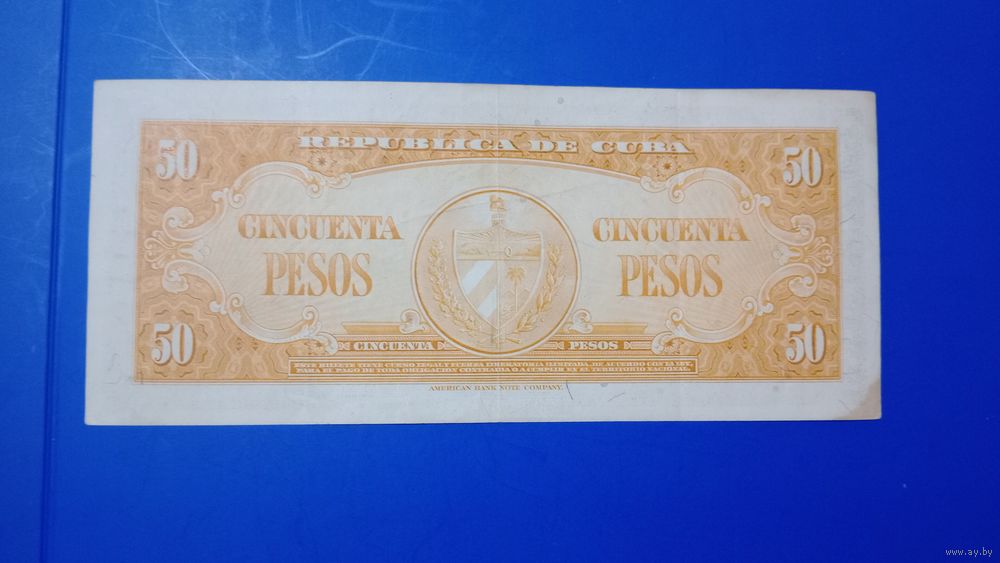 REPUBLICA DE CUBA
50 50
CINCUENTA CINCUENTA
PESOS PESOS
50 50
CINCUENTA PESOS
ESTE BILLETE TIENE CURSO LEGAL Y FUERZA LIBERATORIA ILIMITADA DE ACUERDO CON LA LEY,
PARA EL PAGO DE TODA OBLIGACION CONTRAIDA O A CUMPLIR EN EL TERRITORIO NACIONAL.
AMERICAN BANK NOTE COMPANY.
www.ay.by